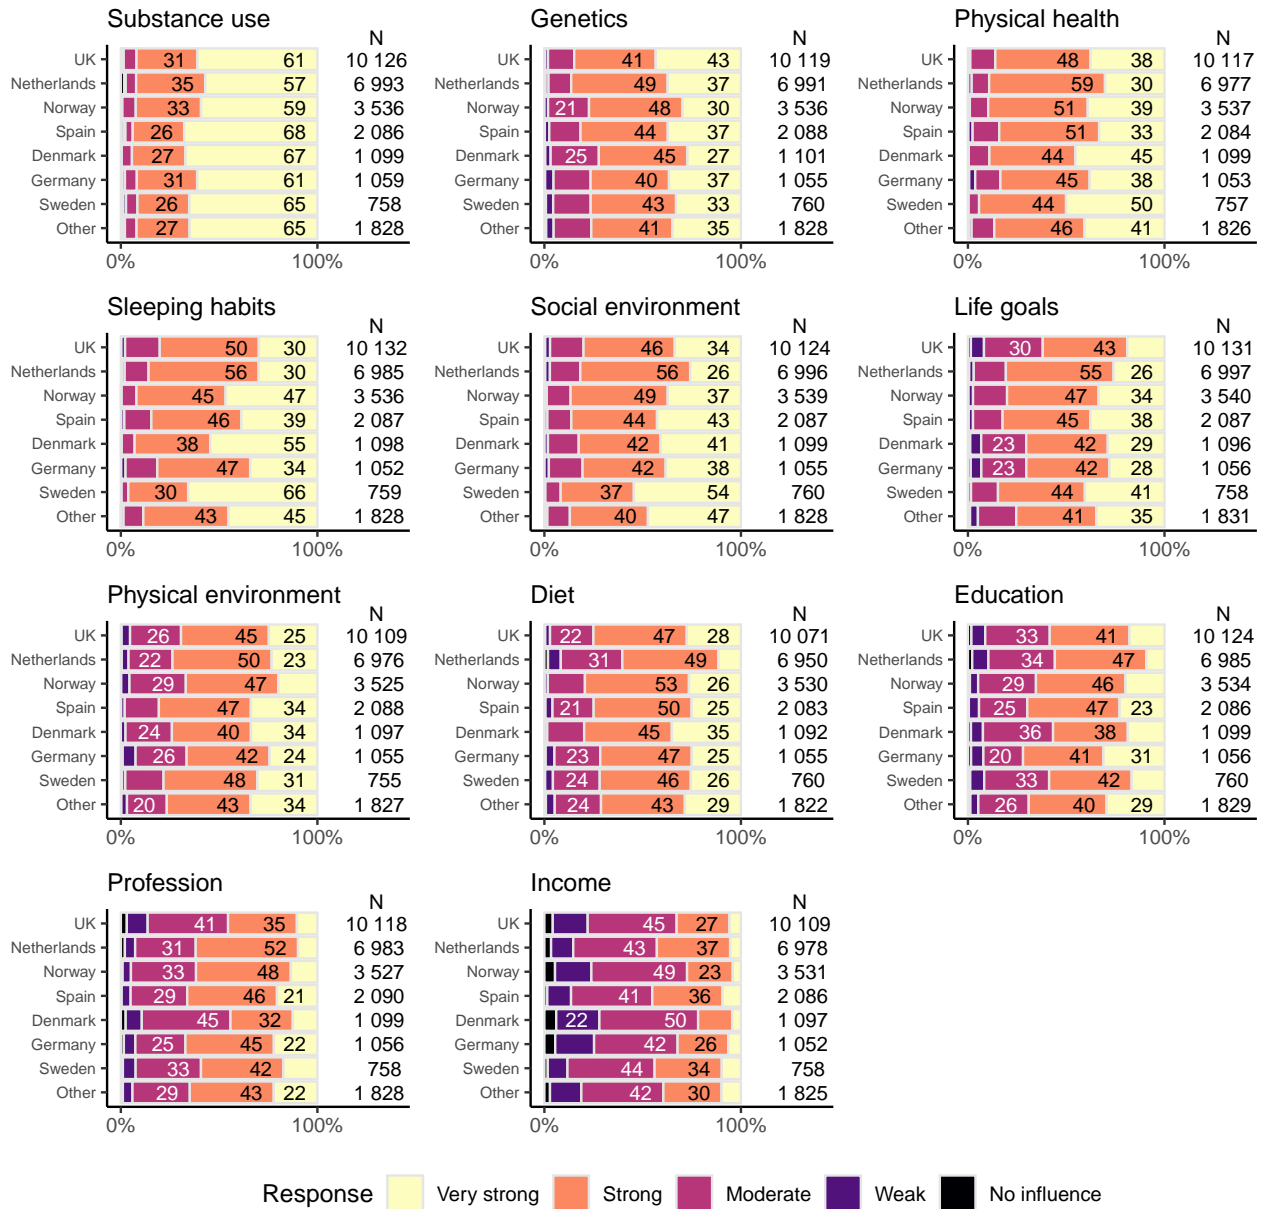 Substance use
N
UK 31 61 10 126
Netherlands 35 57 6 993
Norway 33 59 3 536
Spain 26 68 2 086
Denmark 27 67 1 099
Germany 31 61 1 059
Sweden 26 65 758
Other 27 65 1 828
0% 100%
Genetics
N
UK 41 43 10 119
Netherlands 49 37 6 991
Norway 21 48 30 3 536
Spain 44 37 2 088
Denmark 25 45 27 1 101
Germany 40 37 1 055
Sweden 43 33 760
Other 41 35 1 828
0% 100%
Physical health
N
UK 48 38 10 117
Netherlands 59 30 6 977
Norway 51 39 3 537
Spain 51 33 2 084
Denmark 44 45 1 099
Germany 45 38 1 053
Sweden 44 50 757
Other 46 41 1 826
0% 100%
Sleeping habits
N
UK 50 30 10 132
Netherlands 56 30 6 985
Norway 45 47 3 536
Spain 46 39 2 087
Denmark 38 55 1 098
Germany 47 34 1 052
Sweden 30 66 759
Other 43 45 1 828
0% 100%
Social environment
N
UK 46 34 10 124
Netherlands 56 26 6 996
Norway 49 37 3 539
Spain 44 43 2 087
Denmark 42 41 1 099
Germany 42 38 1 055
Sweden 37 54 760
Other 40 47 1 828
0% 100%
Life goals
N
UK 30 43 10 131
Netherlands 55 26 6 997
Norway 47 34 3 540
Spain 45 38 2 087
Denmark 23 42 29 1 096
Germany 23 42 28 1 056
Sweden 44 41 758
Other 41 35 1 831
0% 100%
Physical environment
N
UK 26 45 25 10 109
Netherlands 22 50 23 6 976
Norway 29 47 3 525
Spain 47 34 2 088
Denmark 24 40 34 1 097
Germany 26 42 24 1 055
Sweden 48 31 755
Other 20 43 34 1 827
0% 100%
Diet
N
UK 22 47 28 10 071
Netherlands 31 49 6 950
Norway 53 26 3 530
Spain 21 50 25 2 083
Denmark 45 35 1 092
Germany 23 47 25 1 055
Sweden 24 46 26 760
Other 24 43 29 1 822
0% 100%
Education
N
UK 33 41 10 124
Netherlands 34 47 6 985
Norway 29 46 3 534
Spain 25 47 23 2 086
Denmark 36 38 1 099
Germany 20 41 31 1 056
Sweden 33 42 760
Other 26 40 29 1 829
0% 100%
Profession
N
UK 41 35 10 118
Netherlands 31 52 6 983
Norway 33 48 3 527
Spain 29 46 21 2 090
Denmark 45 32 1 099
Germany 25 45 22 1 056
Sweden 33 42 758
Other 29 43 22 1 828
0% 100%
Income
N
UK 45 27 10 109
Netherlands 43 37 6 978
Norway 49 23 3 531
Spain 41 36 2 086
Denmark 22 50 1 097
Germany 42 26 1 052
Sweden 44 34 758
Other 42 30 1 825
0% 100%
Response Very strong Strong Moderate Weak No influence